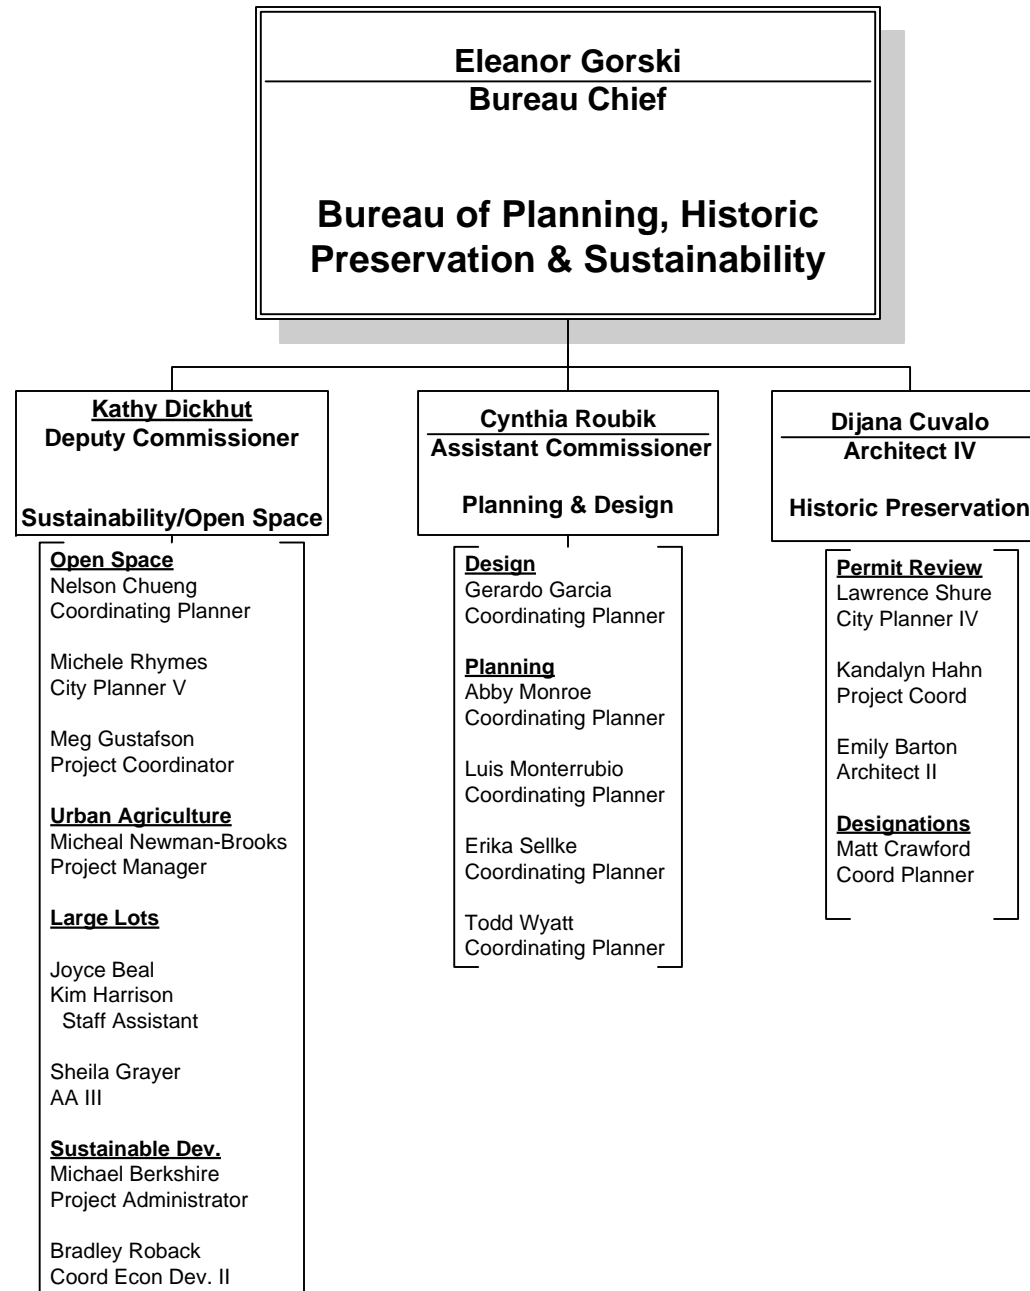 Eleanor Gorski
Bureau Chief
Bureau of Planning, Historic
Preservation & Sustainability
Kathy Dickhut
Deputy Commissioner
Sustainability/Open Space
Open Space
Nelson Chueng
Coordinating Planner
Michele Rhymes
City Planner V
Meg Gustafson
Project Coordinator
Urban Agriculture
Micheal Newman-Brooks
Project Manager
Large Lots
Joyce Beal
Kim Harrison
Staff Assistant
Sheila Grayer
AA III
Sustainable Dev.
Michael Berkshire
Project Administrator
Bradley Roback
Coord Econ Dev. II
Cynthia Roubik
Assistant Commissioner
Planning & Design
Design
Gerardo Garcia
Coordinating Planner
Planning
Abby Monroe
Coordinating Planner
Luis Monterrubio
Coordinating Planner
Erika Sellke
Coordinating Planner
Todd Wyatt
Coordinating Planner
Dijana Cuvalo
Architect IV
Historic Preservation
Permit Review
Lawrence Shure
City Planner IV
Kandalyn Hahn
Project Coord
Emily Barton
Architect II
Designations
Matt Crawford
Coord Planner